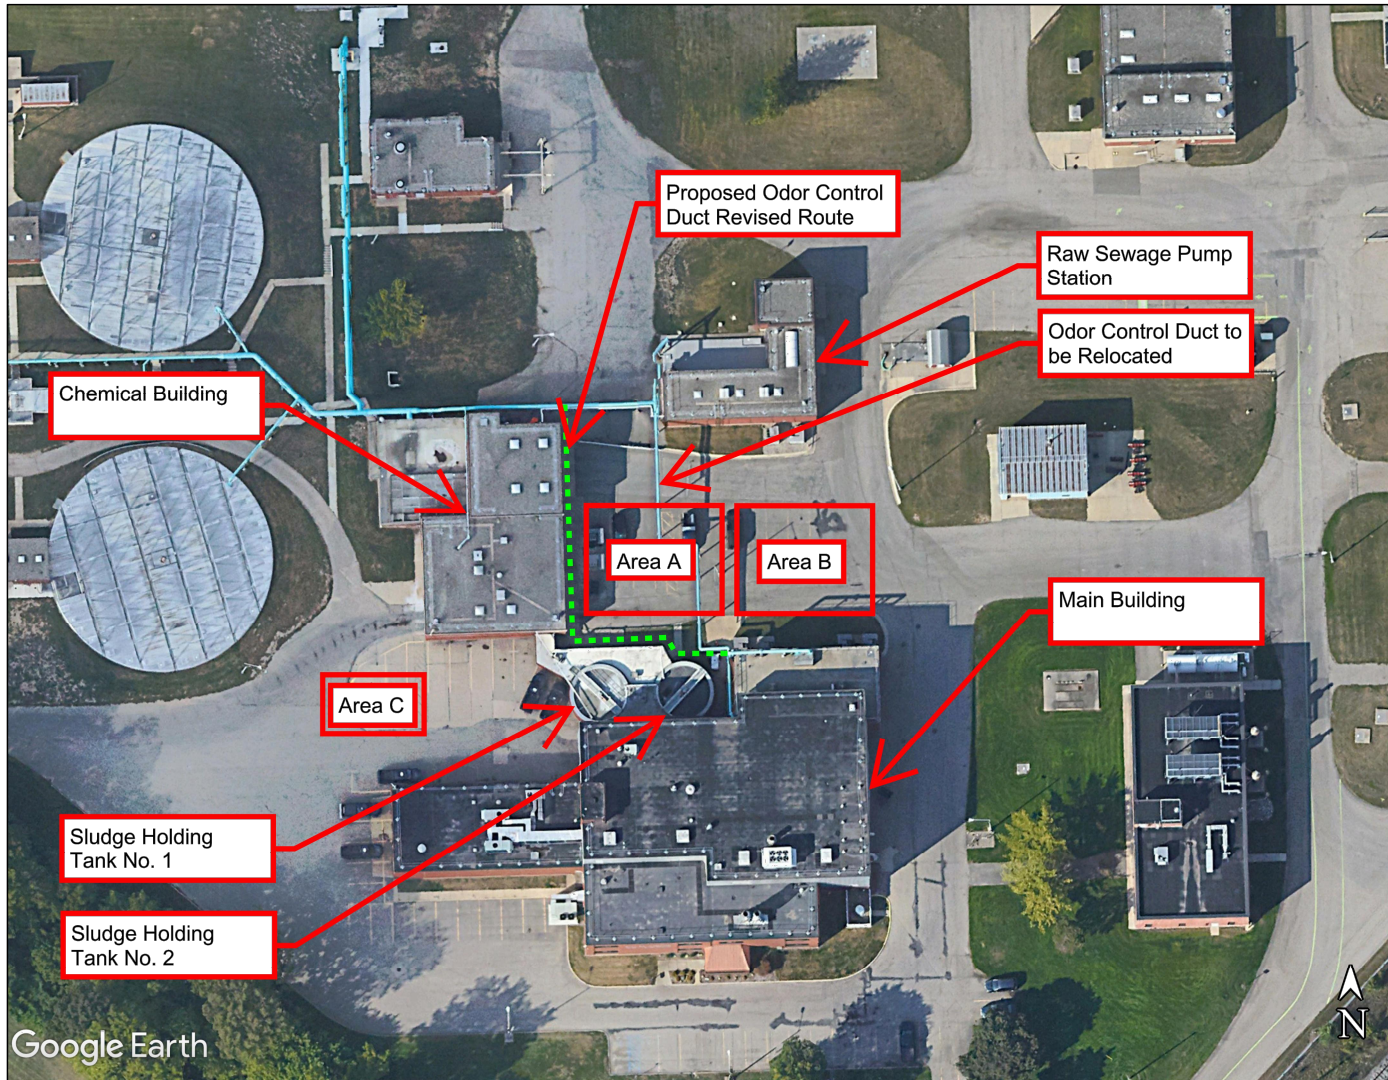 Proposed Odor Control
Duct Revised Route
Raw Sewage Pump
Station
Odor Control Duct to
be Relocated
Chemical Building
Area A
Area B
Main Building
Area C
Sludge Holding
Tank No. 1
Sludge Holding
Tank No. 2
Google Earth
N